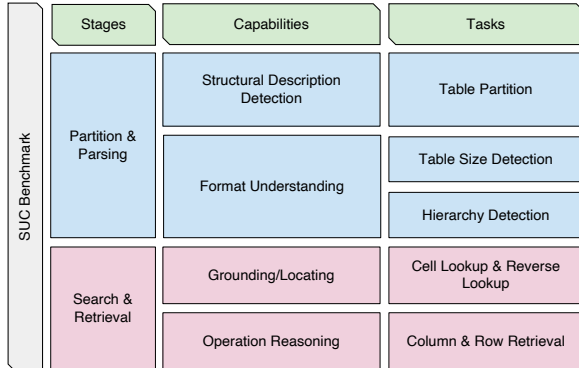 SUC Benchmark
Stages
Capabilities
Tasks
Partition &
Parsing
Structural Description
Detection
Table Partition
Format Understanding
Table Size Detection
Hierarchy Detection
Search &
Retrieval
Grounding/Locating
Cell Lookup & Reverse
Lookup
Operation Reasoning
Column & Row Retrieval